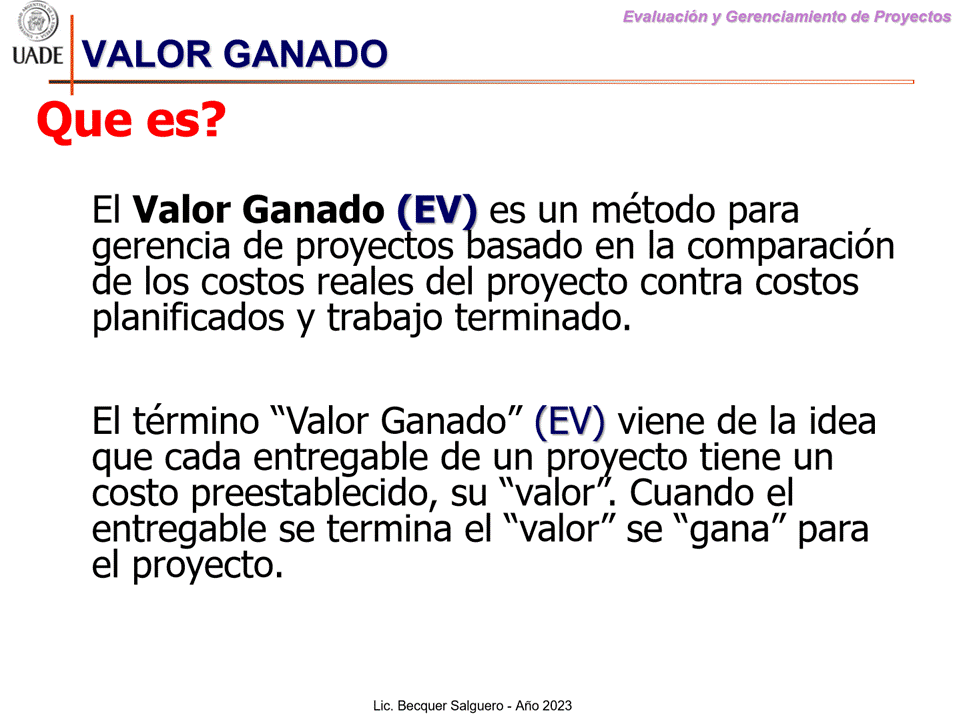 Evaluación y Gerenciamiento de Proyectos
UADE
VALOR GANADO
Que es?
El Valor Ganado (EV) es un método para
gerencia de proyectos basado en la comparación
de los costos reales del proyecto contra costos
planificados y trabajo terminado.
El término “Valor Ganado” (EV) viene de la idea
que cada entregable de un proyecto tiene un
costo preestablecido, su “valor”. Cuando el
entregable se termina el “valor” se “gana” para
el proyecto.
Lic. Becquer Salguero - Año 2023